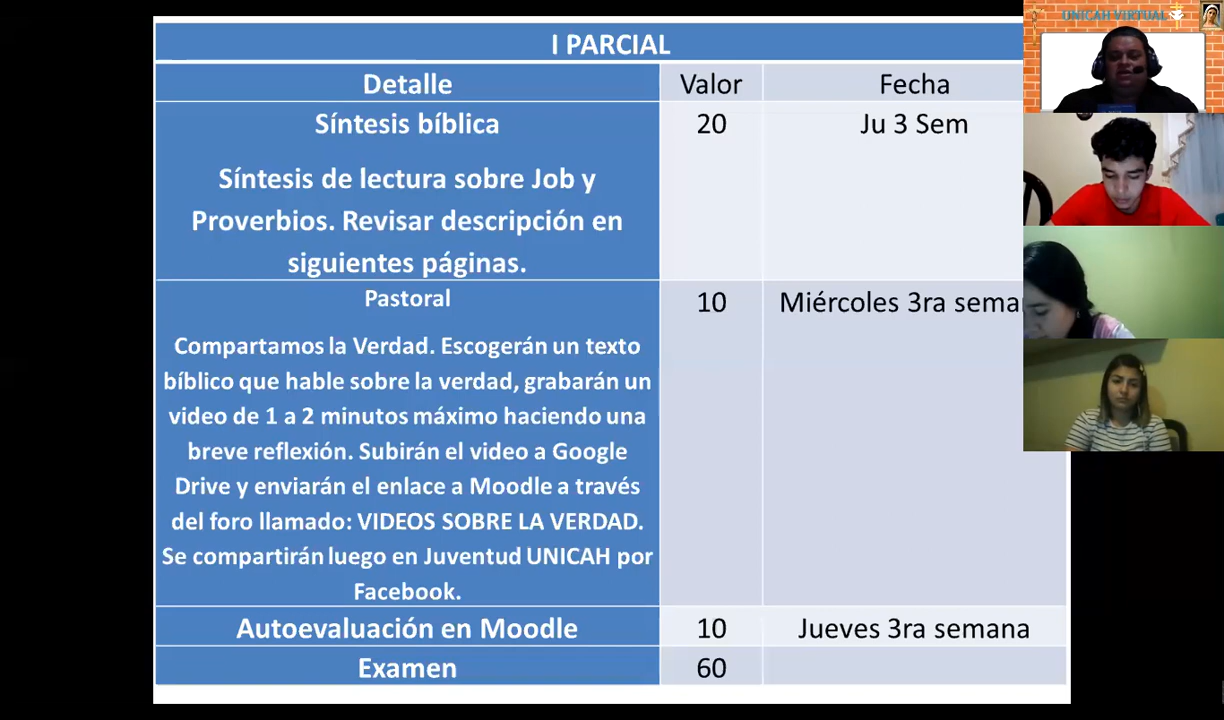 I PARCIAL
Detalle Valor Fecha
Síntesis bíblica 20 Ju 3 Sem
Síntesis de lectura sobre Job y
Proverbios. Revisar descripción en
siguientes páginas.
Pastoral 10 Miércoles 3ra
Compartamos la Verdad. Escogerán un texto
bíblico que hable sobre la verdad, grabarán un
video de 1 a 2 minutos máximo haciendo una
breve reflexión. Subirán el video a Google
Drive y enviarán el enlace a Moodle a través
del foro llamado: VIDEOS SOBRE LA VERDAD.
Se compartirán luego en Juventud UNICAH por
Facebook.
Autoevaluación en Moodle 10 Jueves 3ra semana
Examen 60
UNICAH VIRTUAL